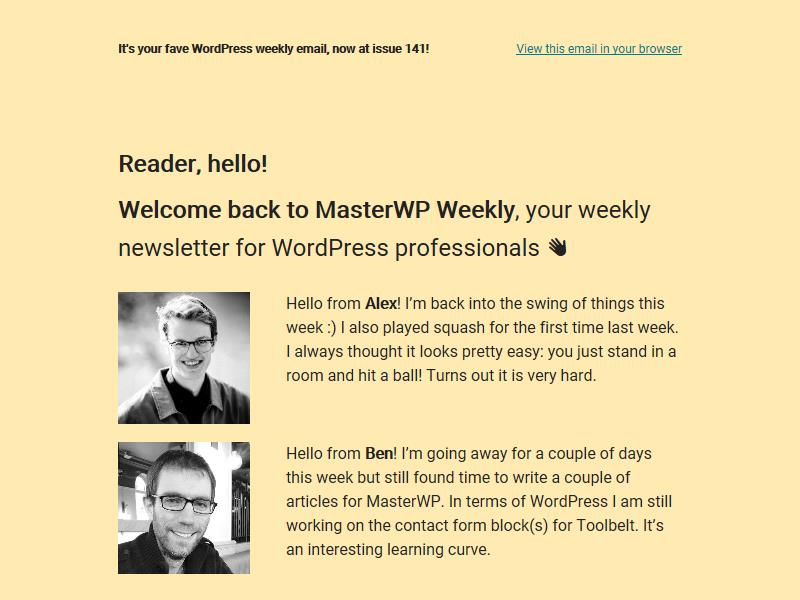 It's your fave WordPress weekly email, now at issue 141!
View this email in your browser
Reader, hello!
Welcome back to MasterWP Weekly, your weekly
newsletter for WordPress professionals 👋
Hello from Alex! I’m back into the swing of things this
week :) I also played squash for the first time last week.
I always thought it looks pretty easy: you just stand in a
room and hit a ball! Turns out it is very hard.
Hello from Ben! I’m going away for a couple of days
this week but still found time to write a couple of
articles for MasterWP. In terms of WordPress I am still
working on the contact form block(s) for Toolbelt. It’s
an interesting learning curve.